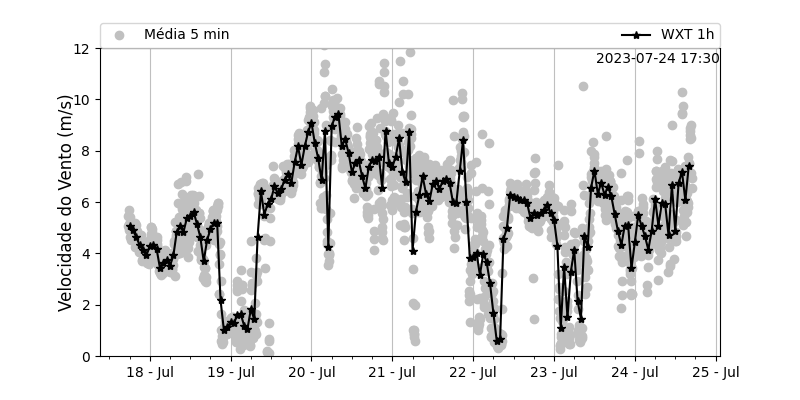 Média 5 min
WXT 1h
2023-07-24 17:30
Velocidade do Vento (m/s)
12
10
8
6
4
2
0
18 - Jul
19 - Jul
20 - Jul
21 - Jul
22 - Jul
23 - Jul
24 - Jul
25 - Jul